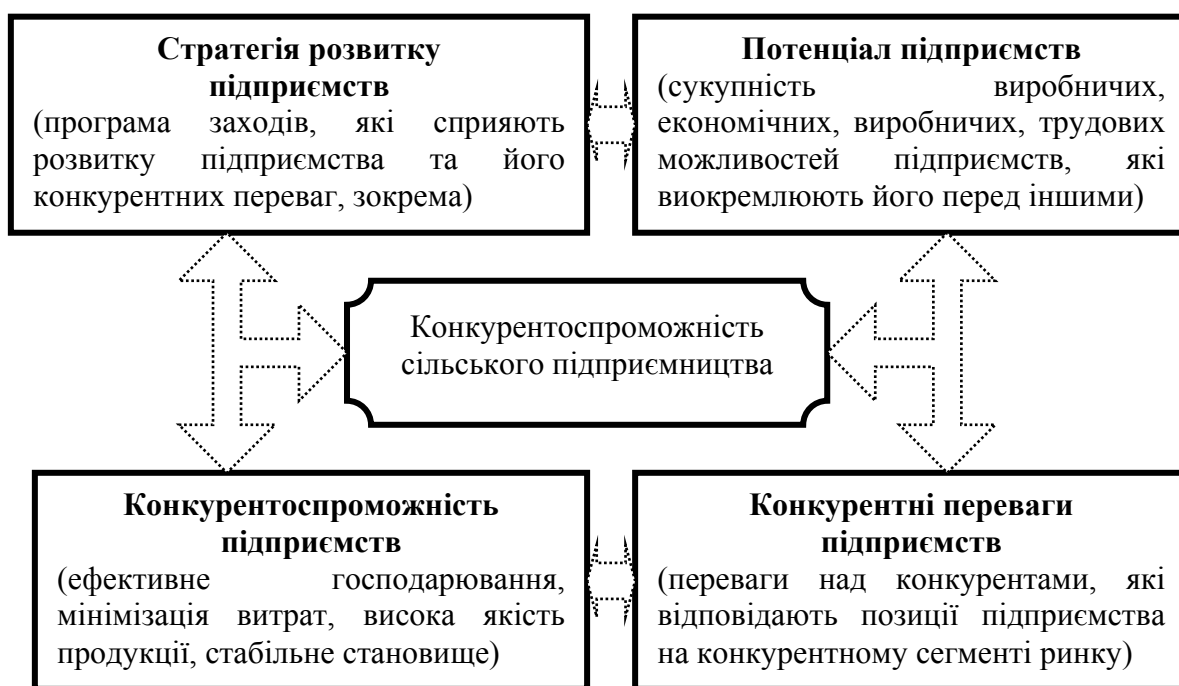 Стратегія розвитку
підприємств
(програма заходів, які сприяють
розвитку підприємства та його
конкурентних переваг, зокрема)
Потенціал підприємств
(сукупність виробничих,
економічних, виробничих, трудових
можливостей підприємств, які
виокремлюють його перед іншими)
Конкурентоспроможність
сільського підприємництва
Конкурентоспроможність
підприємств
(ефективне господарювання,
мінімізація витрат, висока якість
продукції, стабільне становище)
Конкурентні переваги
підприємств
(переваги над конкурентами, які
відповідають позиції підприємства
на конкурентному сегменті ринку)